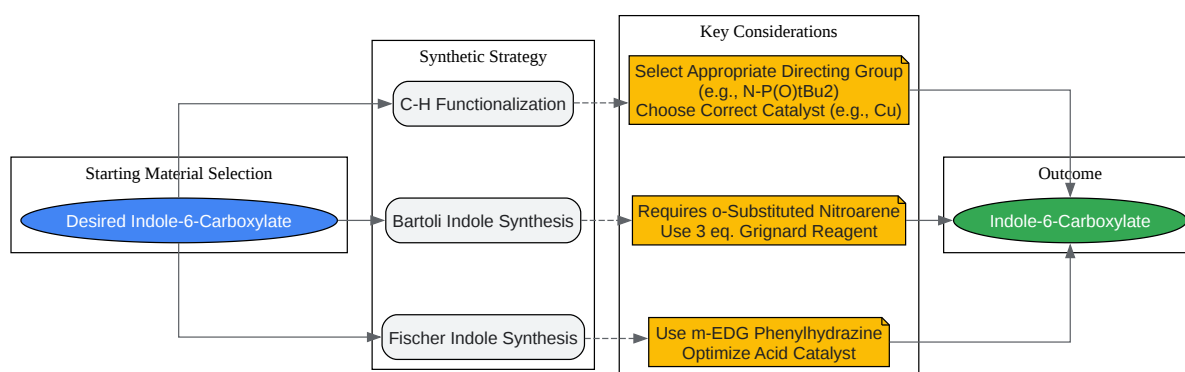 Key Considerations
Synthetic Strategy
Select Appropriate Directing Group
(e.g., N-P(O)tBu2)
Choose Correct Catalyst (e.g., Cu)
C-H Functionalization
Starting Material Selection
Outcome
Desired Indole-6-Carboxylate
Bartoli Indole Synthesis
Requires o-Substituted Nitroarene
Use 3 eq. Grignard Reagent
Indole-6-Carboxylate
Fischer Indole Synthesis
Use m-EDG Phenylhydrazine
Optimize Acid Catalyst